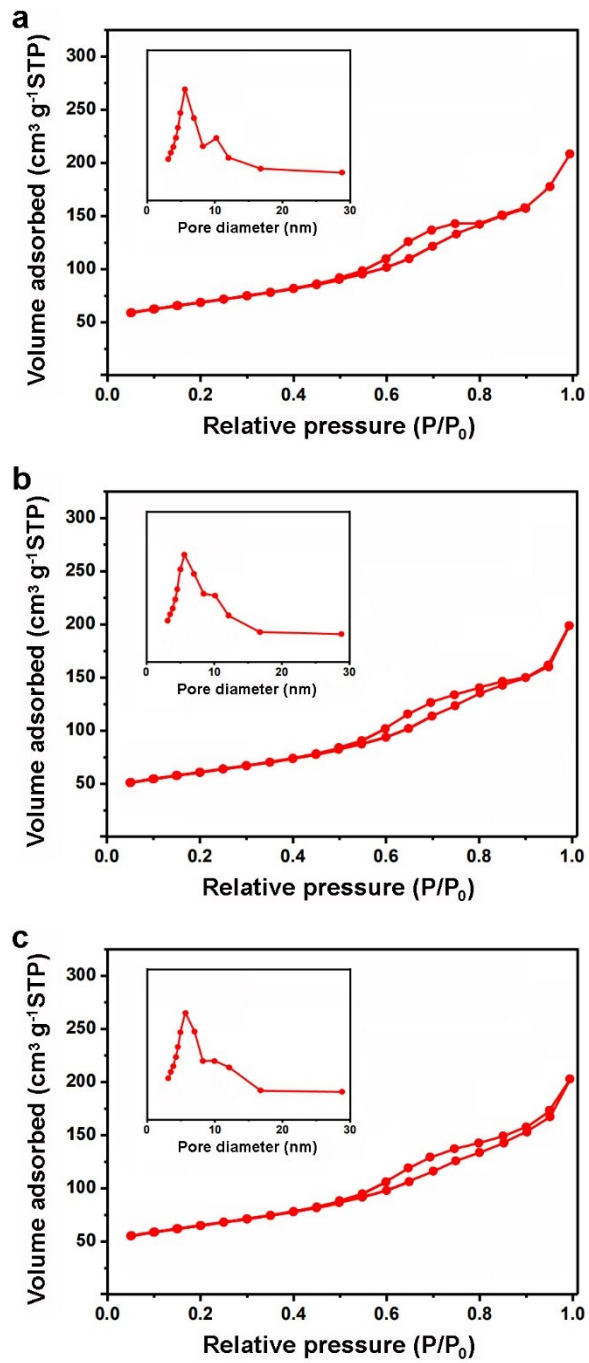 a
Volume adsorbed (cm³ g⁻¹STP)
300
250
200
150
100
50
0.0 0.2 0.4 0.6 0.8 1.0
Relative pressure (P/P₀)
0 10 20 30
Pore diameter (nm)
b
Volume adsorbed (cm³ g⁻¹STP)
300
250
200
150
100
50
0.0 0.2 0.4 0.6 0.8 1.0
Relative pressure (P/P₀)
0 10 20 30
Pore diameter (nm)
c
Volume adsorbed (cm³ g⁻¹STP)
300
250
200
150
100
50
0.0 0.2 0.4 0.6 0.8 1.0
Relative pressure (P/P₀)
0 10 20 30
Pore diameter (nm)